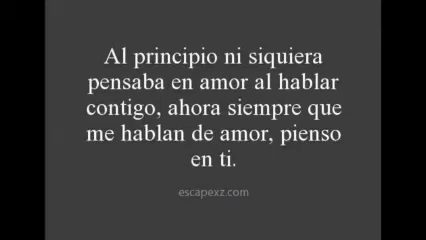 Al principio ni siquiera
pensaba en amor al hablar
contigo, ahora siempre que
me hablan de amor, pienso
en ti.
escapexz.com